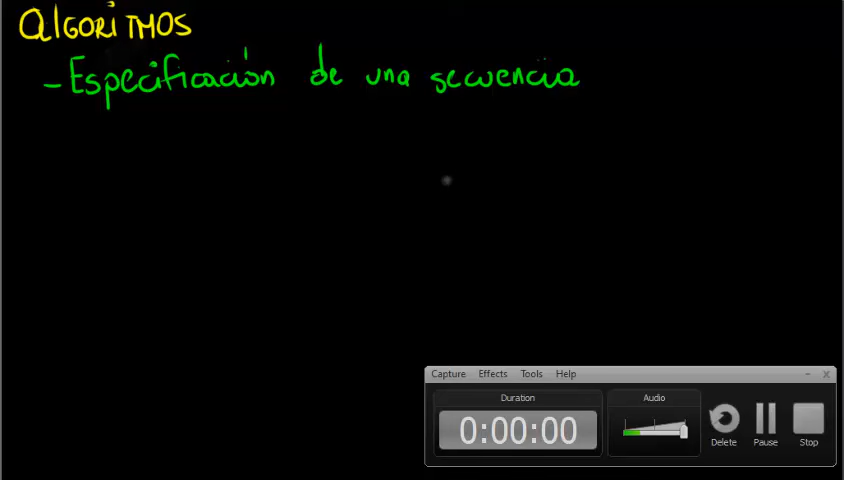 ALGORITMOS
- Especificación de una secuencia
Capture Effects Tools Help
Duration
Audio
0:00:00
Delete
Pause
Stop